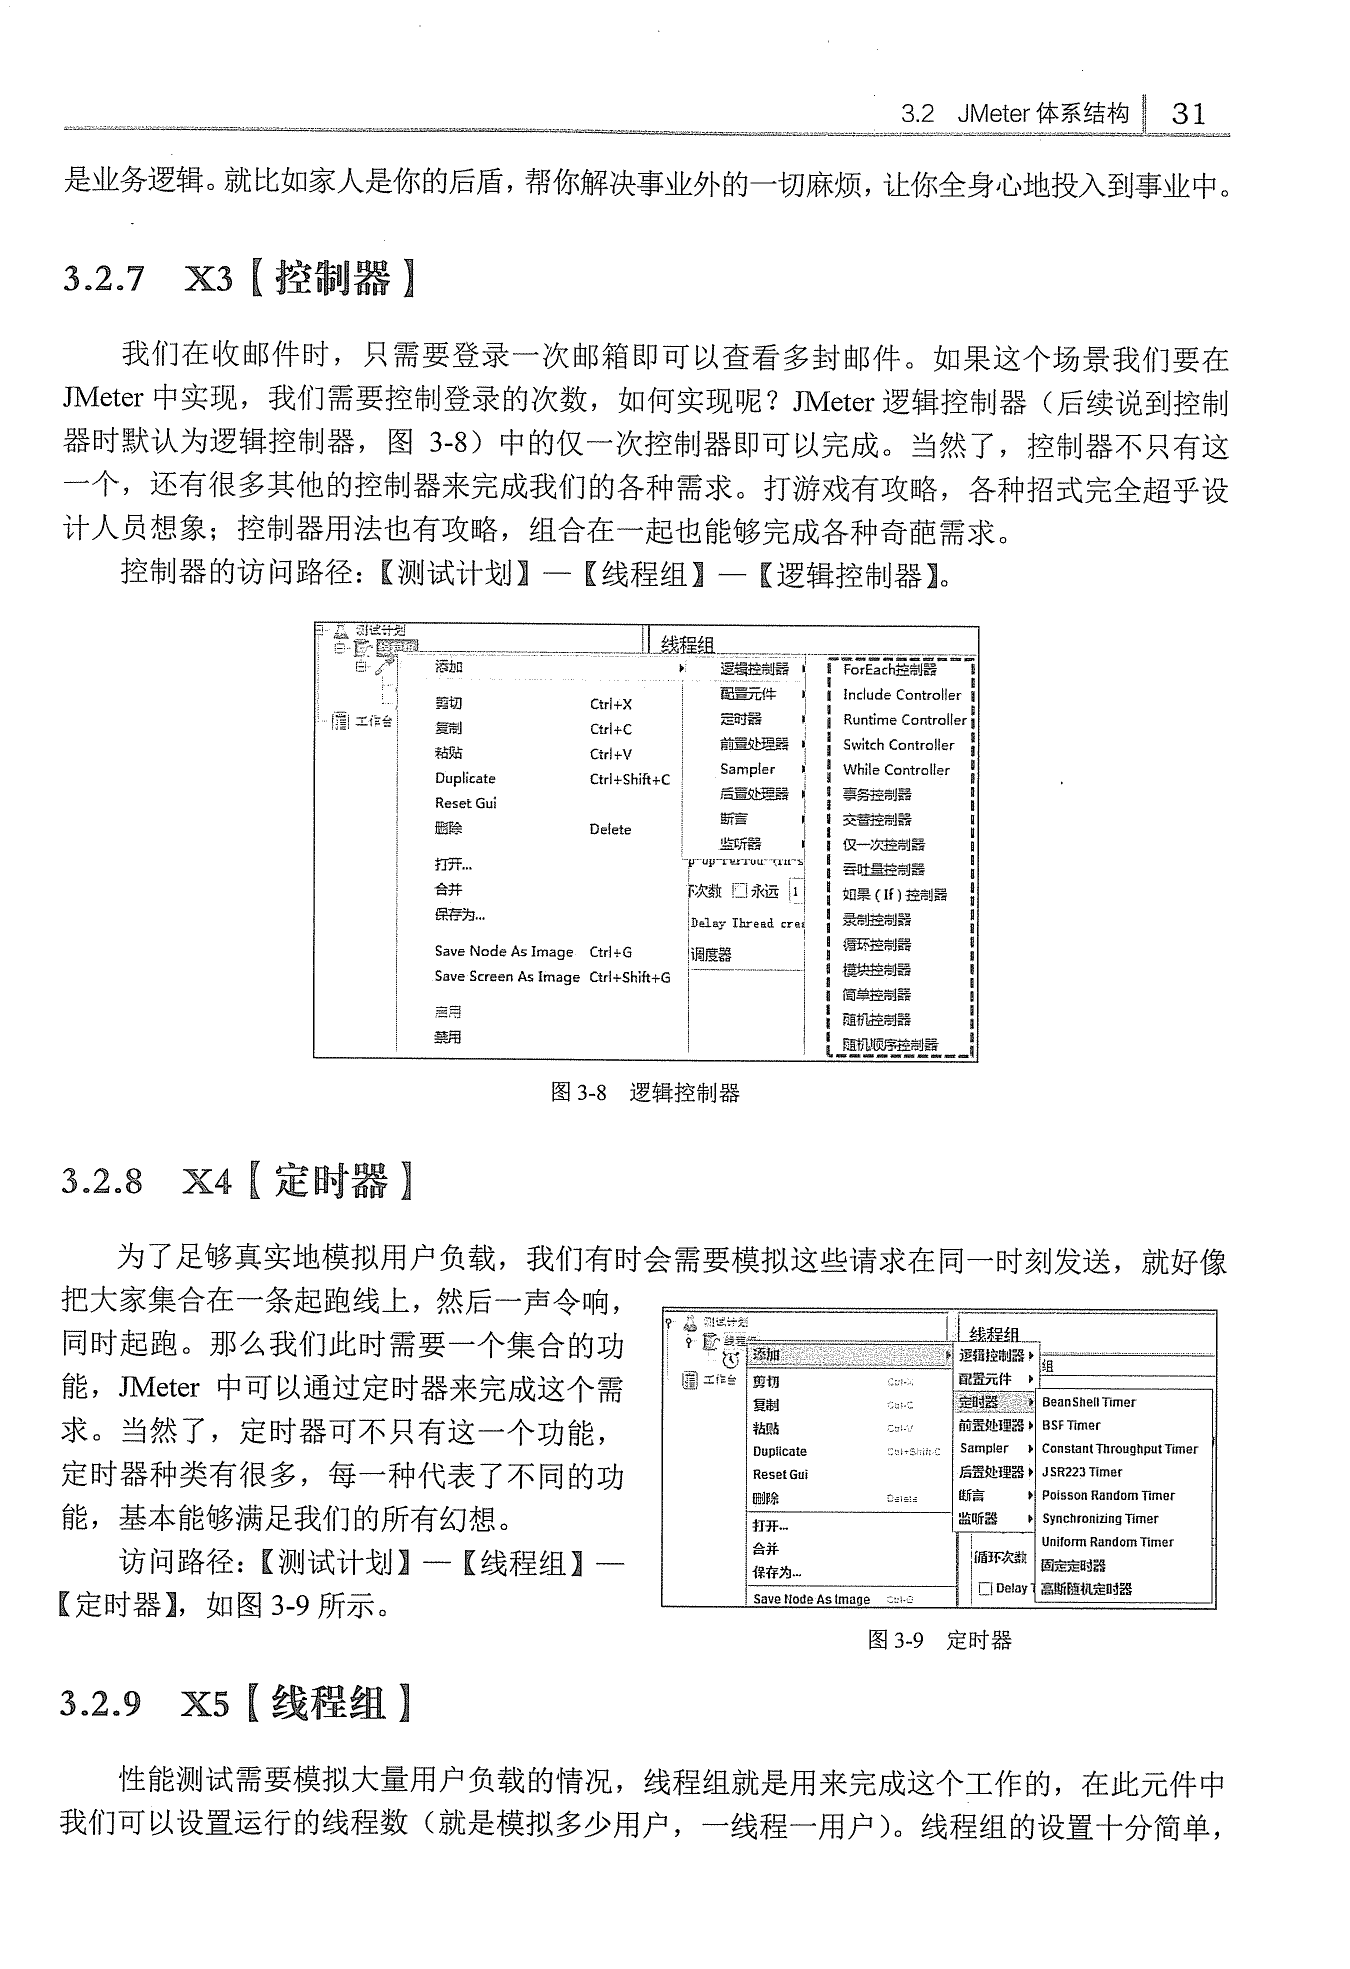 3.2 JMeter 体系结构 31
是业务逻辑。就比如家人是你的后盾，帮你解决事业外的一切麻烦，让你全身心地投入到事业中。
3.2.7 X3【控制器】
我们在收邮件时，只需要登录一次邮箱即可以查看多封邮件。如果这个场景我们要在
JMeter 中实现，我们需要控制登录的次数，如何实现呢？JMeter 逻辑控制器（后续说到控制
器时默认为逻辑控制器，图 3-8）中的仅一次控制器即可以完成。当然了，控制器不只有这
一个，还有很多其他的控制器来完成我们的各种需求。打游戏有攻略，各种招式完全超乎设
计人员想象；控制器用法也有攻略，组合在一起也能够完成各种奇葩需求。
控制器的访问路径：【测试计划】—【线程组】—【逻辑控制器】。
测试计划
工作台
线程组
添加
剪切 Ctrl+X
复制 Ctrl+C
粘贴 Ctrl+V
Duplicate Ctrl+Shift+C
Reset Gui
删除 Delete
打开...
合并
保存为...
Save Node As Image Ctrl+G
Save Screen As Image Ctrl+Shift+G
启用
禁用
逻辑控制器
配置元件
定时器
前置处理器
Sampler
后置处理器
断言
监听器
次数 永远 1
Delay Thread crea
调度器
ForEach控制器
Include Controller
Runtime Controller
Switch Controller
While Controller
事务控制器
交替控制器
仅一次控制器
吞吐量控制器
如果 (If) 控制器
录制控制器
循环控制器
模块控制器
简单控制器
随机控制器
随机顺序控制器
图 3-8 逻辑控制器
3.2.8 X4【定时器】
为了足够真实地模拟用户负载，我们有时会需要模拟这些请求在同一时刻发送，就好像
把大家集合在一条起跑线上，然后一声令响，
同时起跑。那么我们此时需要一个集合的功
能，JMeter 中可以通过定时器来完成这个需
求。当然了，定时器可不只有这一个功能，
定时器种类有很多，每一种代表了不同的功
能，基本能够满足我们的所有幻想。
访问路径：【测试计划】—【线程组】—
【定时器】，如图 3-9 所示。
测试计划
工作台
线程组
组
添加
剪切
复制
粘贴
Duplicate
Reset Gui
删除 Delete
打开...
合并
保存为...
Save Node As Image
逻辑控制器
配置元件
定时器
前置处理器
Sampler
后置处理器
断言
监听器
循环次数
Delay
BeanShell Timer
BSF Timer
Constant Throughput Timer
JSR223 Timer
Poisson Random Timer
Synchronizing Timer
Uniform Random Timer
固定定时器
高斯随机定时器
图 3-9 定时器
3.2.9 X5【线程组】
性能测试需要模拟大量用户负载的情况，线程组就是用来完成这个工作的，在此元件中
我们可以设置运行的线程数（就是模拟多少用户，一线程一用户）。线程组的设置十分简单，